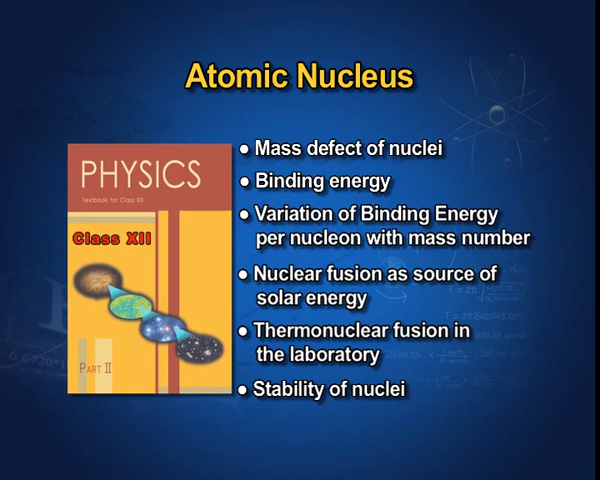 Atomic Nucleus
PHYSICS
Textbook for Class XII
Class XII
PART II
• Mass defect of nuclei
• Binding energy
• Variation of Binding Energy
per nucleon with mass number
• Nuclear fusion as source of
solar energy
• Thermonuclear fusion in
the laboratory
• Stability of nuclei